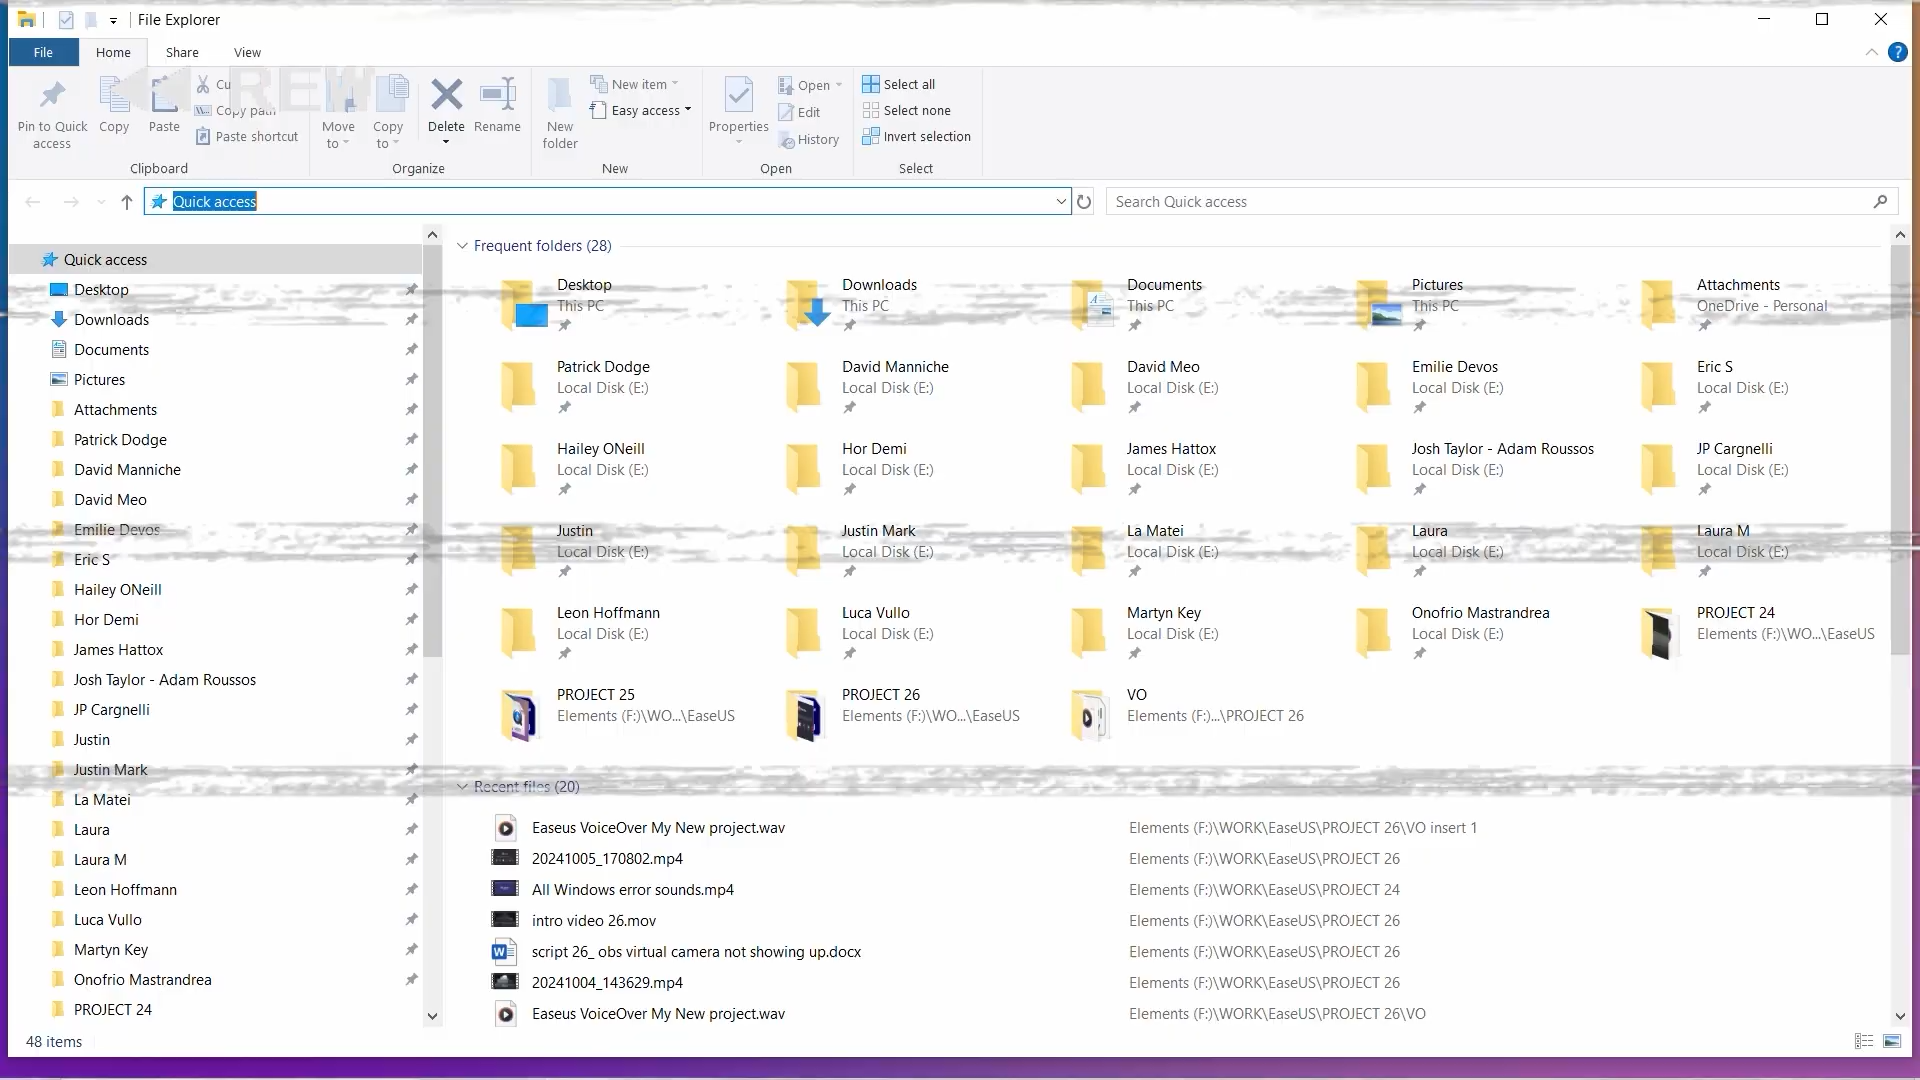 File Explorer
File Home Share View
REW
Pin to Quick access
Copy
Paste
Cu
Copy path
Paste shortcut
Move to
Copy to
Delete
Rename
New folder
New item
Easy access
Properties
Open
Edit
History
Select all
Select none
Invert selection
Clipboard Organize New Open Select
Quick access
Search Quick access
Quick access
Desktop
Downloads
Documents
Pictures
Attachments
Patrick Dodge
David Manniche
David Meo
Emilie Devos
Eric S
Hailey ONeill
Hor Demi
James Hattox
Josh Taylor - Adam Roussos
JP Cargnelli
Justin
Justin Mark
La Matei
Laura
Laura M
Leon Hoffmann
Luca Vullo
Martyn Key
Onofrio Mastrandrea
PROJECT 24
Frequent folders (28)
Desktop Downloads Documents Pictures Attachments
This PC This PC This PC This PC OneDrive - Personal
Patrick Dodge David Manniche David Meo Emilie Devos Eric S
Local Disk (E:) Local Disk (E:) Local Disk (E:) Local Disk (E:) Local Disk (E:)
Hailey ONeill Hor Demi James Hattox Josh Taylor - Adam Roussos JP Cargnelli
Local Disk (E:) Local Disk (E:) Local Disk (E:) Local Disk (E:) Local Disk (E:)
Justin Justin Mark La Matei Laura Laura M
Local Disk (E:) Local Disk (E:) Local Disk (E:) Local Disk (E:) Local Disk (E:)
Leon Hoffmann Luca Vullo Martyn Key Onofrio Mastrandrea PROJECT 24
Local Disk (E:) Local Disk (E:) Local Disk (E:) Local Disk (E:) Elements (F:)\WO...\EaseUS
PROJECT 25 PROJECT 26 VO
Elements (F:)\WO...\EaseUS Elements (F:)\WO...\EaseUS Elements (F:)...\PROJECT 26
Recent files (20)
Easeus VoiceOver My New project.wav Elements (F:)\WORK\EaseUS\PROJECT 26\VO insert 1
20241005_170802.mp4 Elements (F:)\WORK\EaseUS\PROJECT 26
All Windows error sounds.mp4 Elements (F:)\WORK\EaseUS\PROJECT 24
intro video 26.mov Elements (F:)\WORK\EaseUS\PROJECT 26
script 26_ obs virtual camera not showing up.docx Elements (F:)\WORK\EaseUS\PROJECT 26
20241004_143629.mp4 Elements (F:)\WORK\EaseUS\PROJECT 26
Easeus VoiceOver My New project.wav Elements (F:)\WORK\EaseUS\PROJECT 26\VO
48 items